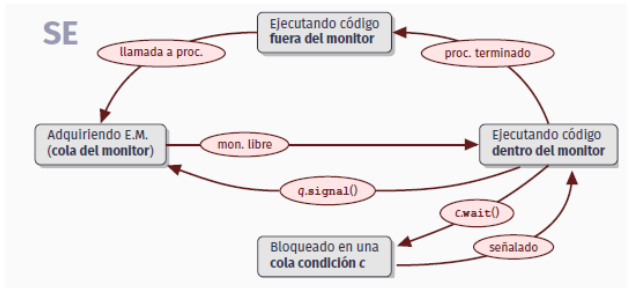 SE
Ejecutando código
fuera del monitor
llamada a proc.
proc. terminado
Adquiriendo E.M.
(cola del monitor)
mon. libre
Ejecutando código
dentro del monitor
q.signal()
c.wait()
señalado
Bloqueado en una
cola condición c